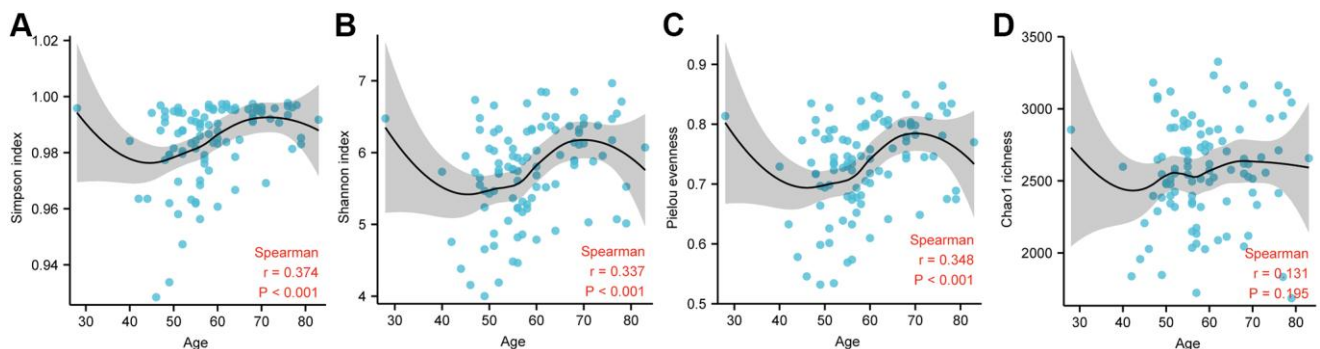 A
1.02
1.00
0.98
0.96
0.94
Simpson index
Spearman
r = 0.374
P < 0.001
30 40 50 60 70 80
Age
B
7
6
5
4
Shannon index
Spearman
r = 0.337
P < 0.001
30 40 50 60 70 80
Age
C
0.9
0.8
0.7
0.6
0.5
Pielou evenness
Spearman
r = 0.348
P < 0.001
30 40 50 60 70 80
Age
D
3500
3000
2500
2000
Chao1 richness
Spearman
r = 0.131
P = 0.195
30 40 50 60 70 80
Age